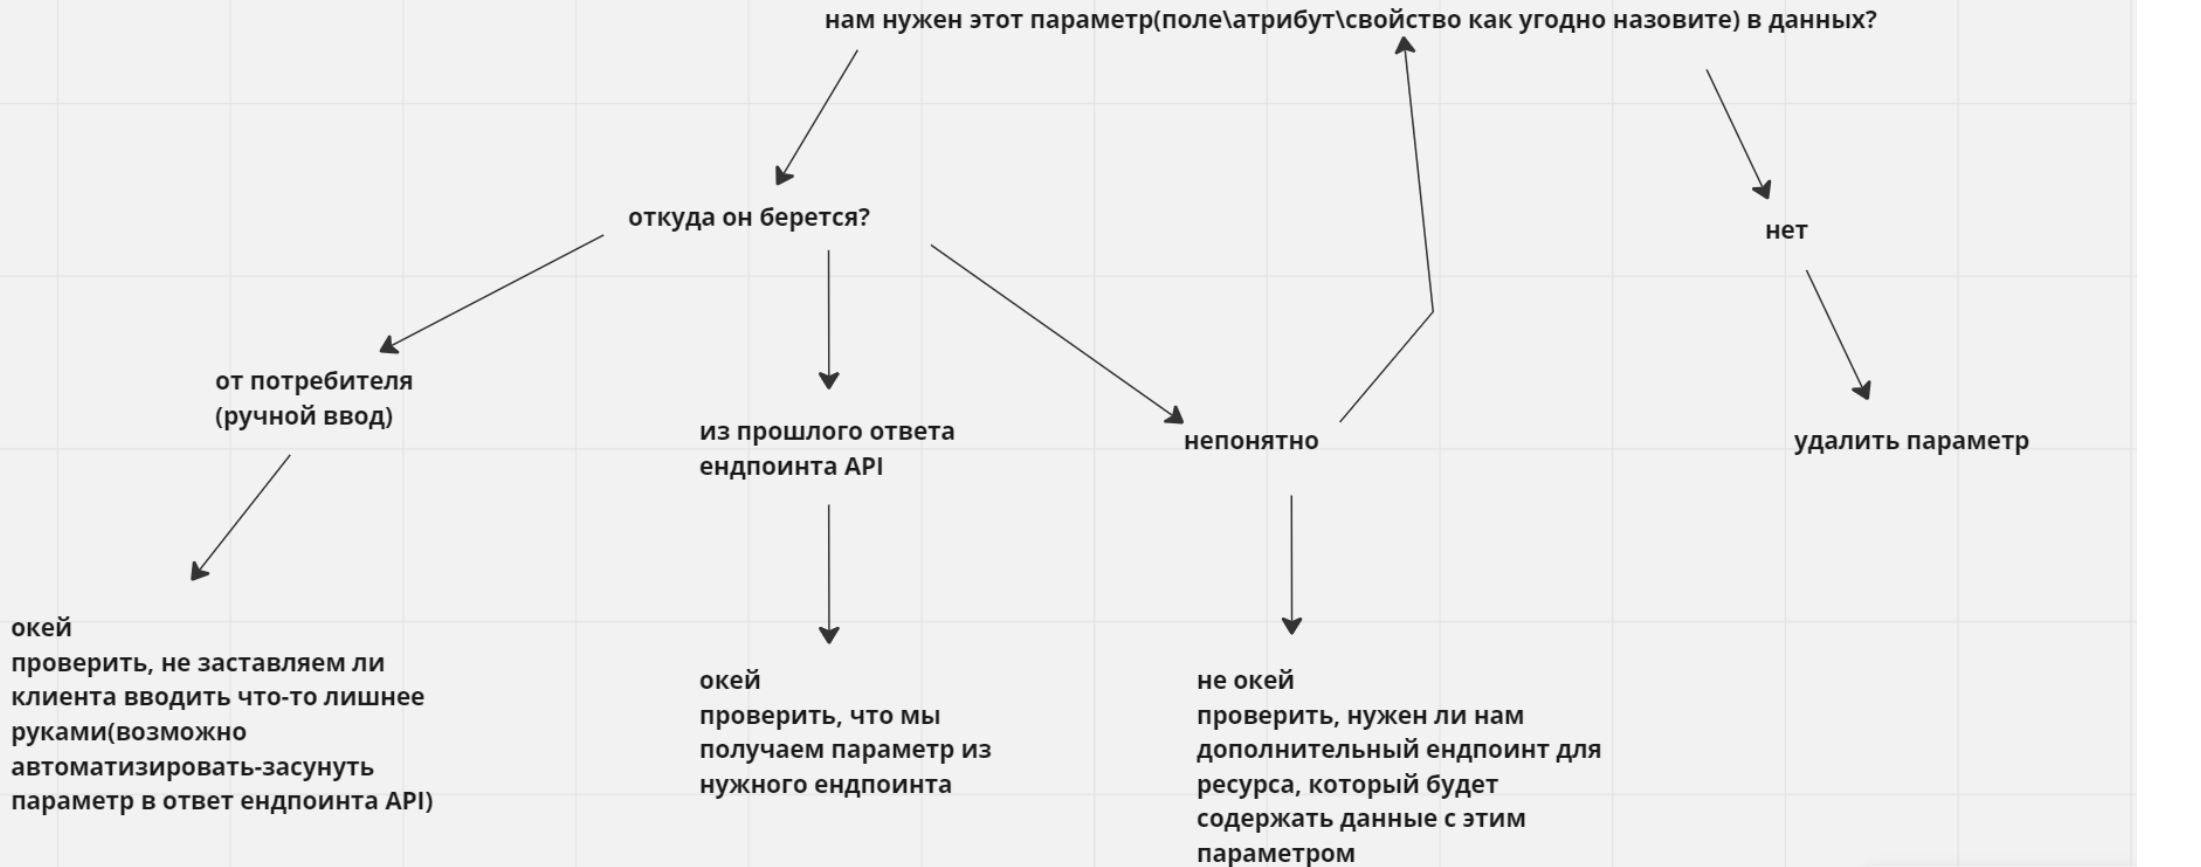 нам нужен этот параметр(поле\атрибут\свойство как угодно назовите) в данных?
откуда он берется?
нет
от потребителя
(ручной ввод)
из прошлого ответа
ендпоинта API
непонятно
удалить параметр
окей
проверить, не заставляем ли
клиента вводить что-то лишнее
руками(возможно
автоматизировать-засунуть
параметр в ответ ендпоинта API)
окей
проверить, что мы
получаем параметр из
нужного ендпоинта
не окей
проверить, нужен ли нам
дополнительный ендпоинт для
ресурса, который будет
содержать данные с этим
параметром